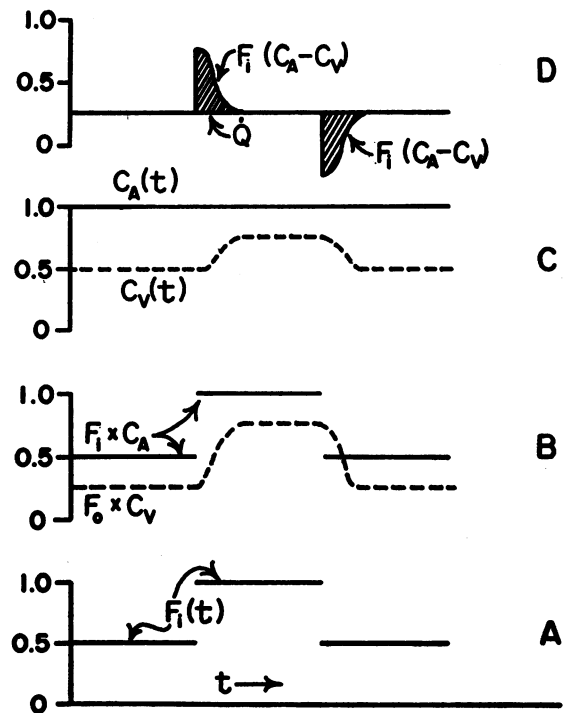 1.0
0.5
0
F_i (C_A–C_V)
Q̇
F_i (C_A–C_V)
D
C_A(t)
1.0
0.5
0
C_V(t)
C
1.0
0.5
0
F_i × C_A
F_o × C_V
B
1.0
0.5
0
F_i(t)
t →
A